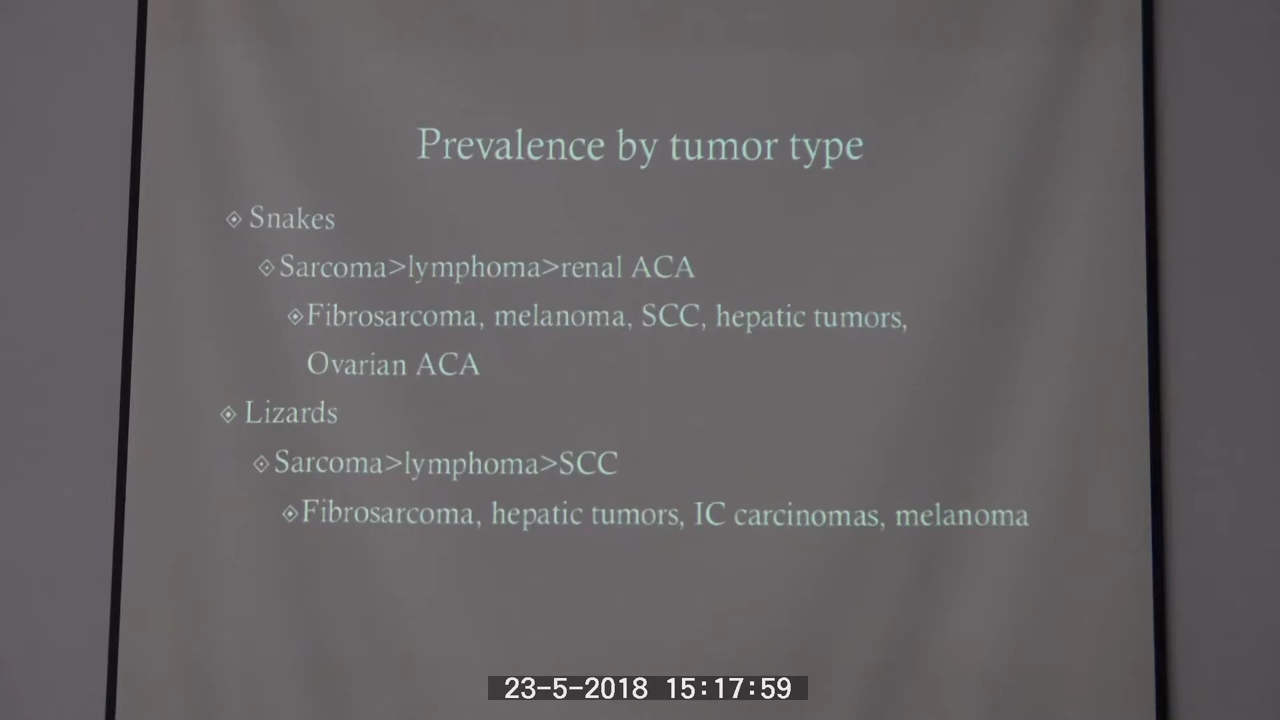 Prevalence by tumor type
Snakes
Sarcoma>lymphoma>renal ACA
Fibrosarcoma, melanoma, SCC, hepatic tumors,
Ovarian ACA
Lizards
Sarcoma>lymphoma>SCC
Fibrosarcoma, hepatic tumors, IC carcinomas, melanoma
23-5-2018 15:17:59